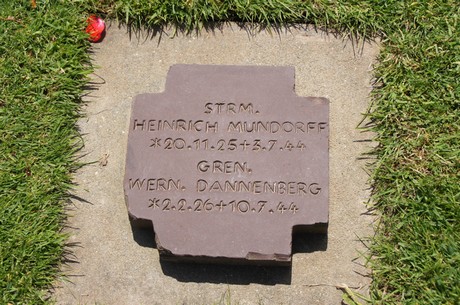 STRM.
HEINRICH MUNDORFF
*20.11.25+3.7.44
GREN.
WERN. DANNENBERG
*2.2.26+10.7.44